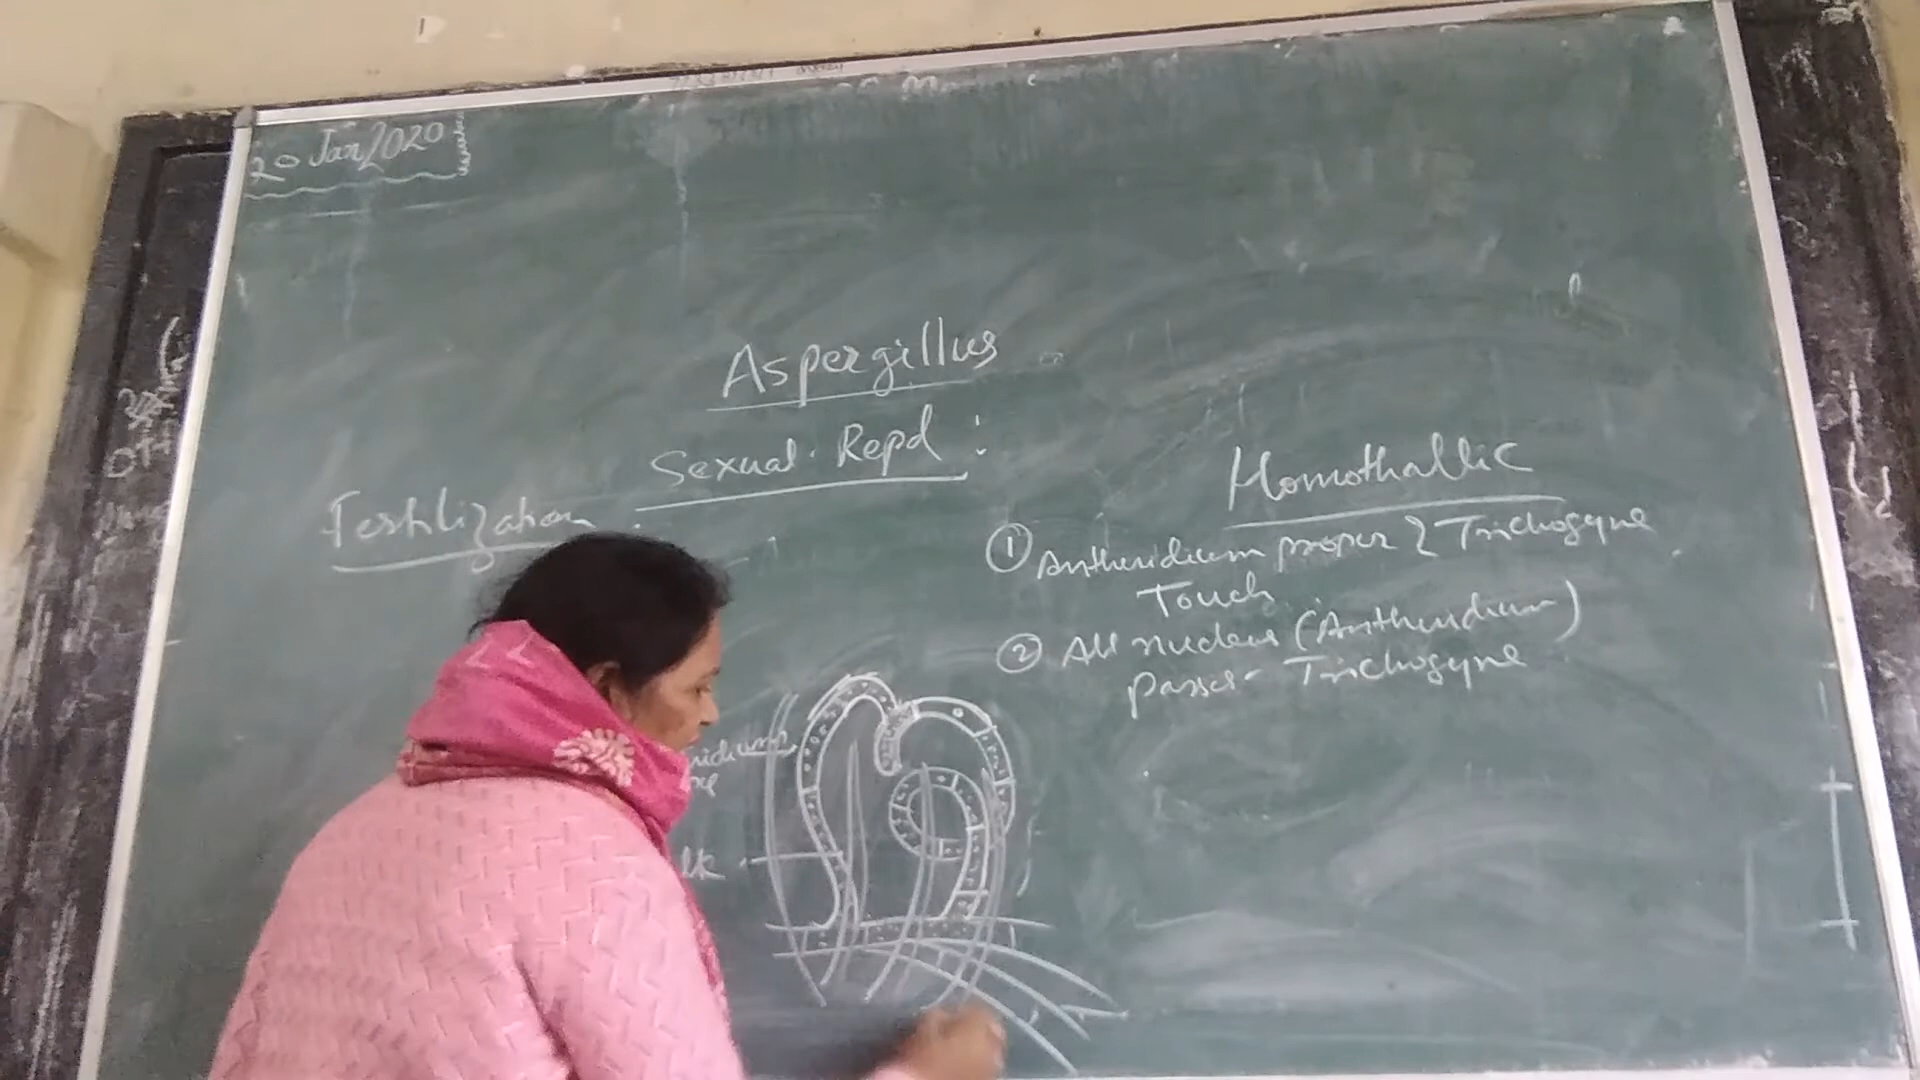 20 Jan 2020
Aspergillus
Sexual. Repd :
Fertilization
Homothallic
① Antheridium proper & Trichogyne
Touch
② All nucleus (Antheridium)
passes - Trichogyne